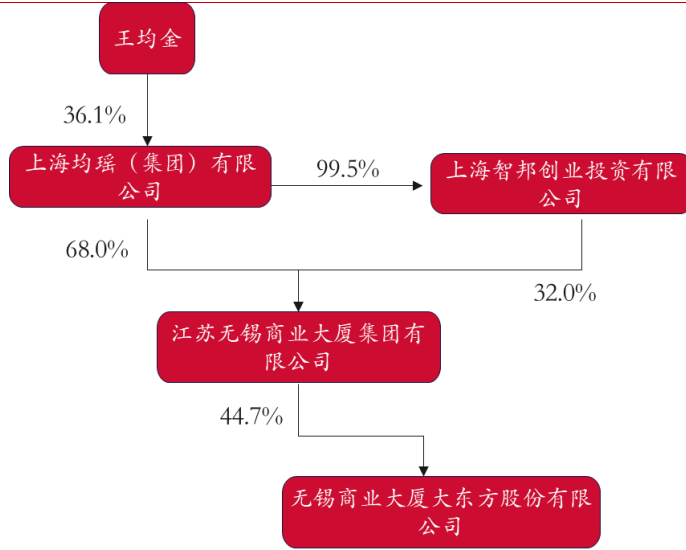 王均金
36.1%
上海均瑶（集团）有限
公司
99.5%
上海智邦创业投资有限
公司
68.0%
32.0%
江苏无锡商业大厦集团有
限公司
44.7%
无锡商业大厦大东方股份有限
公司